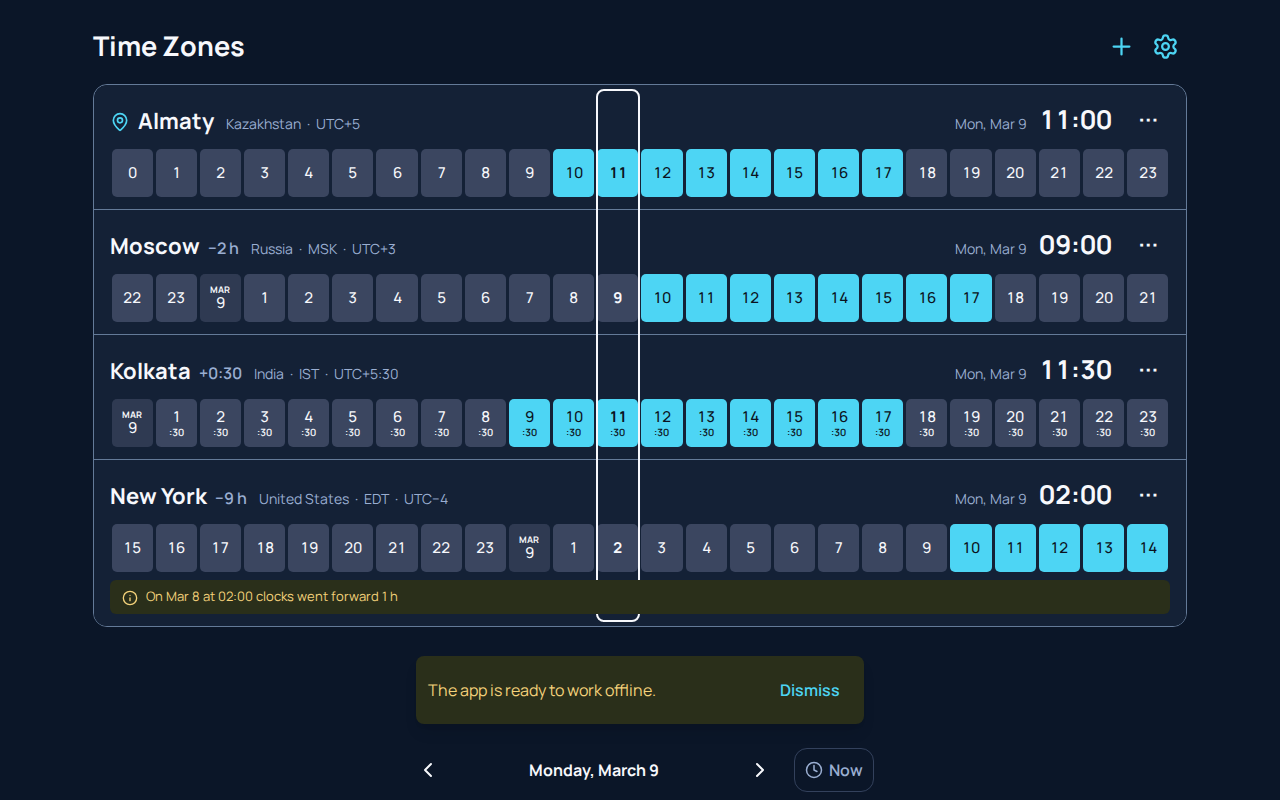 Time Zones
Almaty Kazakhstan · UTC+5 Mon, Mar 9 11:00
0 1 2 3 4 5 6 7 8 9 10 11 12 13 14 15 16 17 18 19 20 21 22 23
Moscow −2 h Russia · MSK · UTC+3 Mon, Mar 9 09:00
22 23 MAR 9 1 2 3 4 5 6 7 8 9 10 11 12 13 14 15 16 17 18 19 20 21
Kolkata +0:30 India · IST · UTC+5:30 Mon, Mar 9 11:30
MAR 9 1:30 2:30 3:30 4:30 5:30 6:30 7:30 8:30 9:30 10:30 11:30 12:30 13:30 14:30 15:30 16:30 17:30 18:30 19:30 20:30 21:30 22:30 23:30
New York −9 h United States · EDT · UTC−4 Mon, Mar 9 02:00
15 16 17 18 19 20 21 22 23 MAR 9 1 2 3 4 5 6 7 8 9 10 11 12 13 14
On Mar 8 at 02:00 clocks went forward 1 h
The app is ready to work offline. Dismiss
Monday, March 9 Now